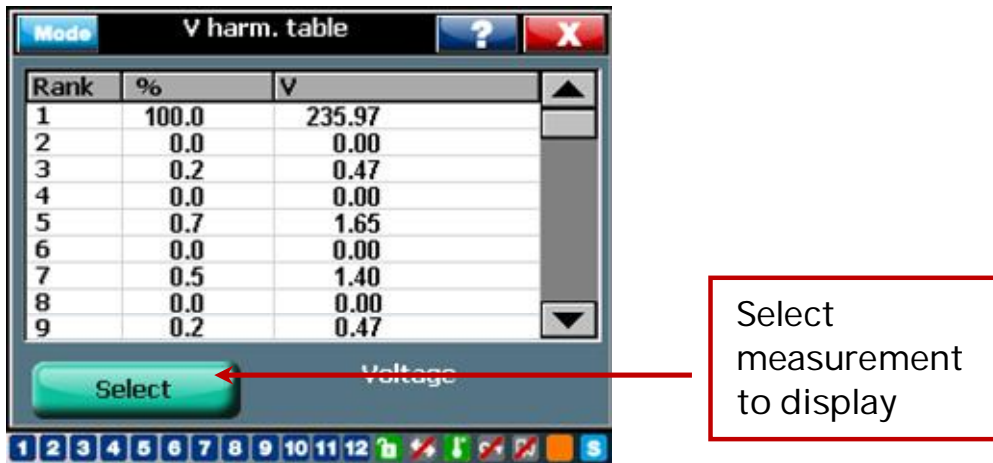 Mode V harm. table ? X
Rank % V
1 100.0 235.97
2 0.0 0.00
3 0.2 0.47
4 0.0 0.00
5 0.7 1.65
6 0.0 0.00
7 0.5 1.40
8 0.0 0.00
9 0.2 0.47
Select Voltage
1 2 3 4 5 6 7 8 9 10 11 12 S
Select
measurement
to display